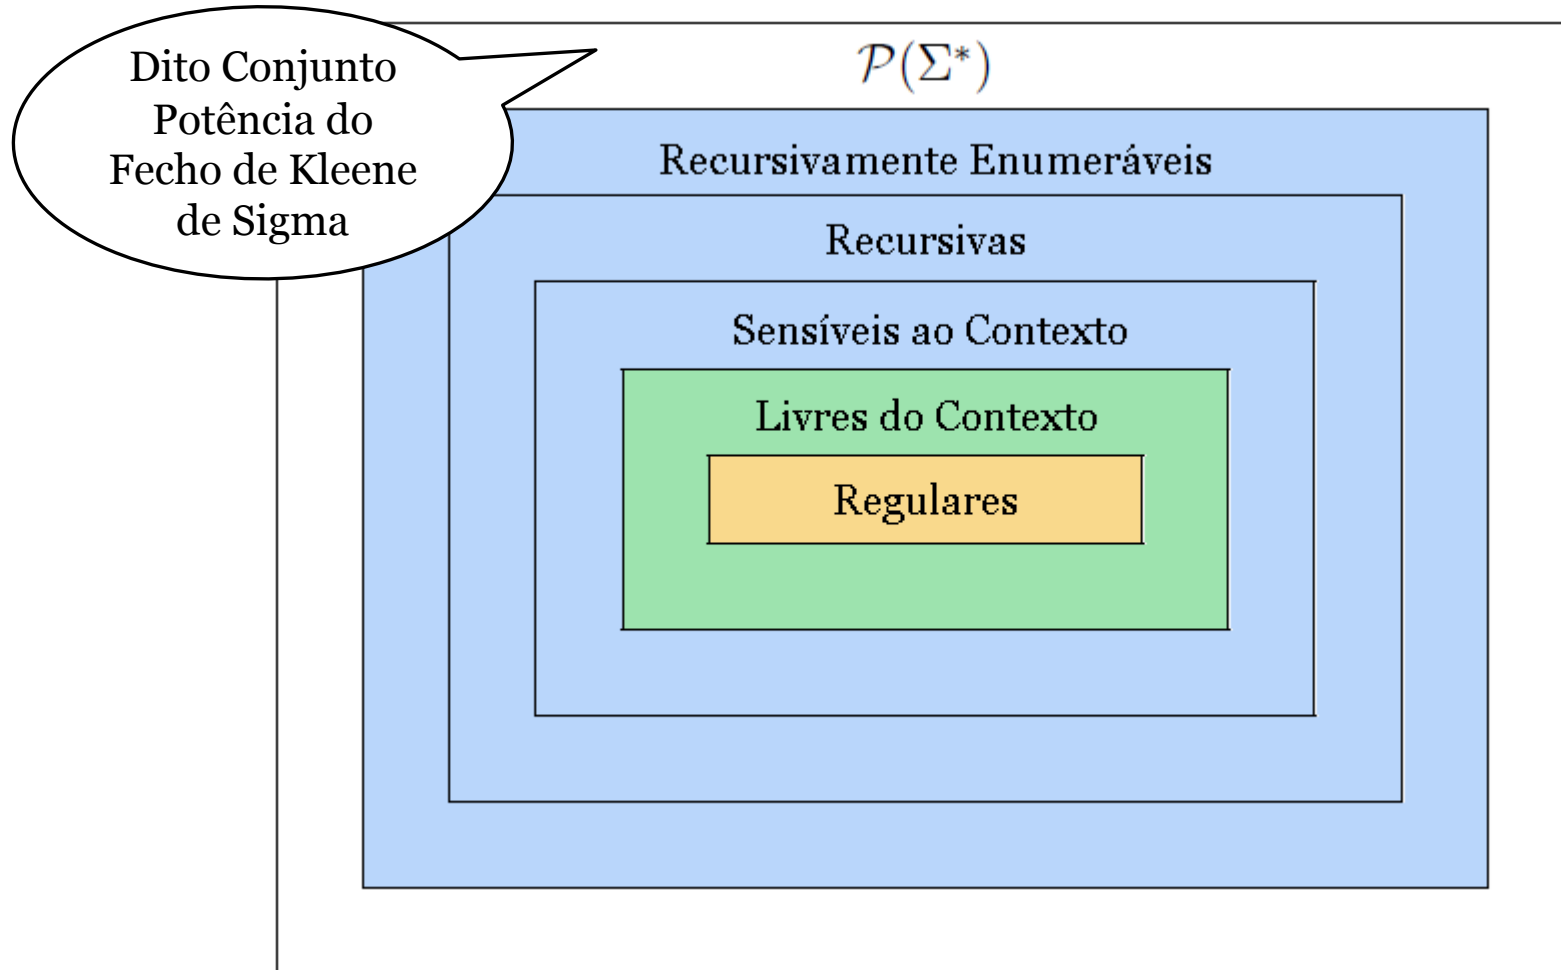 Dito Conjunto
Potência do
Fecho de Kleene
de Sigma
𝒫(Σ*)
Recursivamente Enumeráveis
Recursivas
Sensíveis ao Contexto
Livres do Contexto
Regulares